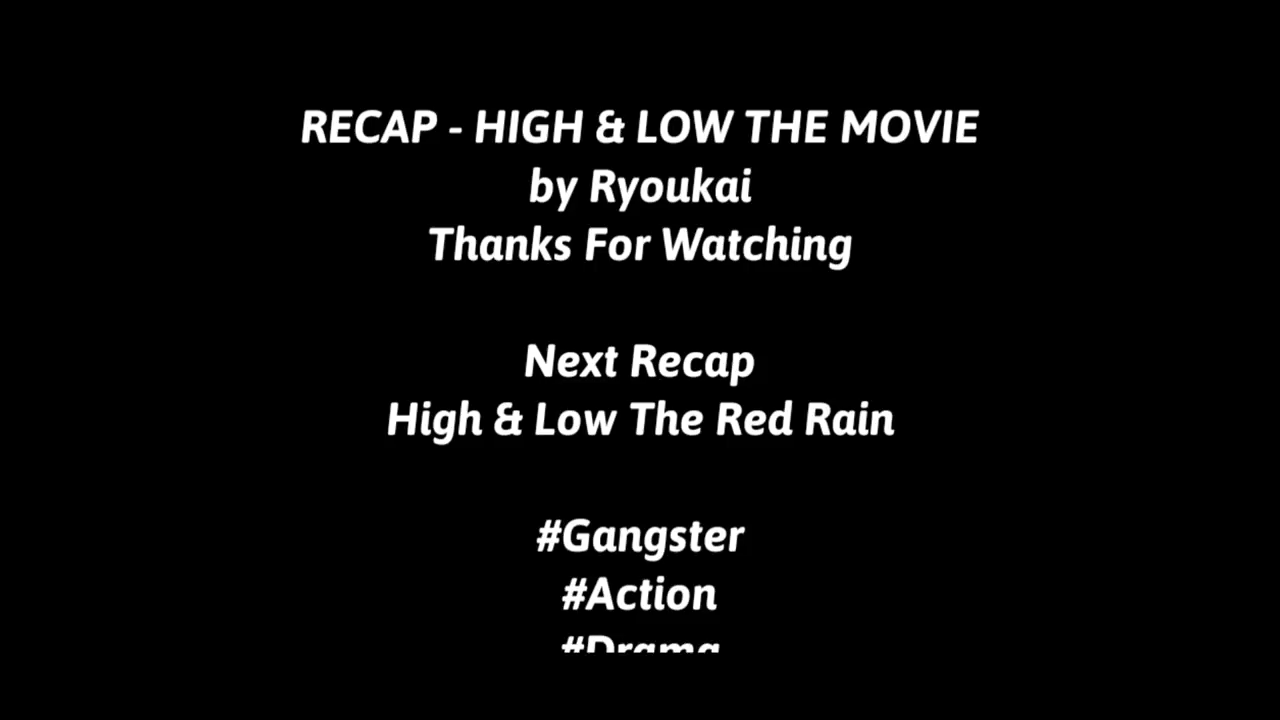 RECAP - HIGH & LOW THE MOVIE
by Ryoukai
Thanks For Watching
Next Recap
High & Low The Red Rain
#Gangster
#Action
#Drama